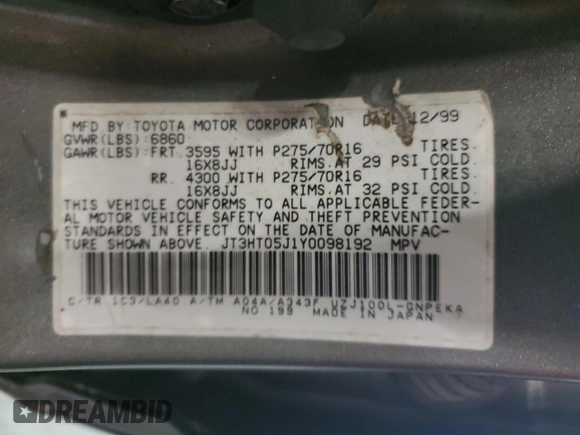 MFD BY:TOYOTA MOTOR CORPORATION DATE:12/99
GVWR(LBS):6860
GAWR(LBS):FRT. 3595 WITH P275/70R16 TIRES.
16X8JJ RIMS.AT 29 PSI COLD.
RR. 4300 WITH P275/70R16 TIRES.
16X8JJ RIMS.AT 32 PSI COLD.
THIS VEHICLE CONFORMS TO ALL APPLICABLE FEDER-
AL MOTOR VEHICLE SAFETY AND THEFT PREVENTION
STANDARDS IN EFFECT ON THE DATE OF MANUFAC-
TURE SHOWN ABOVE. JT3HT05J1Y0098192 MPV
C/TR 1C3/LA40 A/TM A04A/A343F UZJ100L-GNPEKA
NO 199 MADE IN JAPAN
DREAMBID